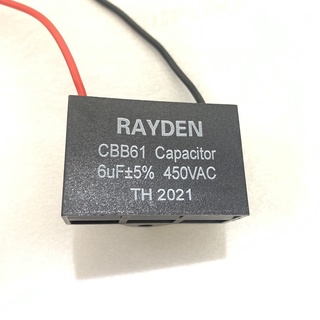 RAYDEN
CBB61 Capacitor
6uF±5% 450VAC
TH 2021